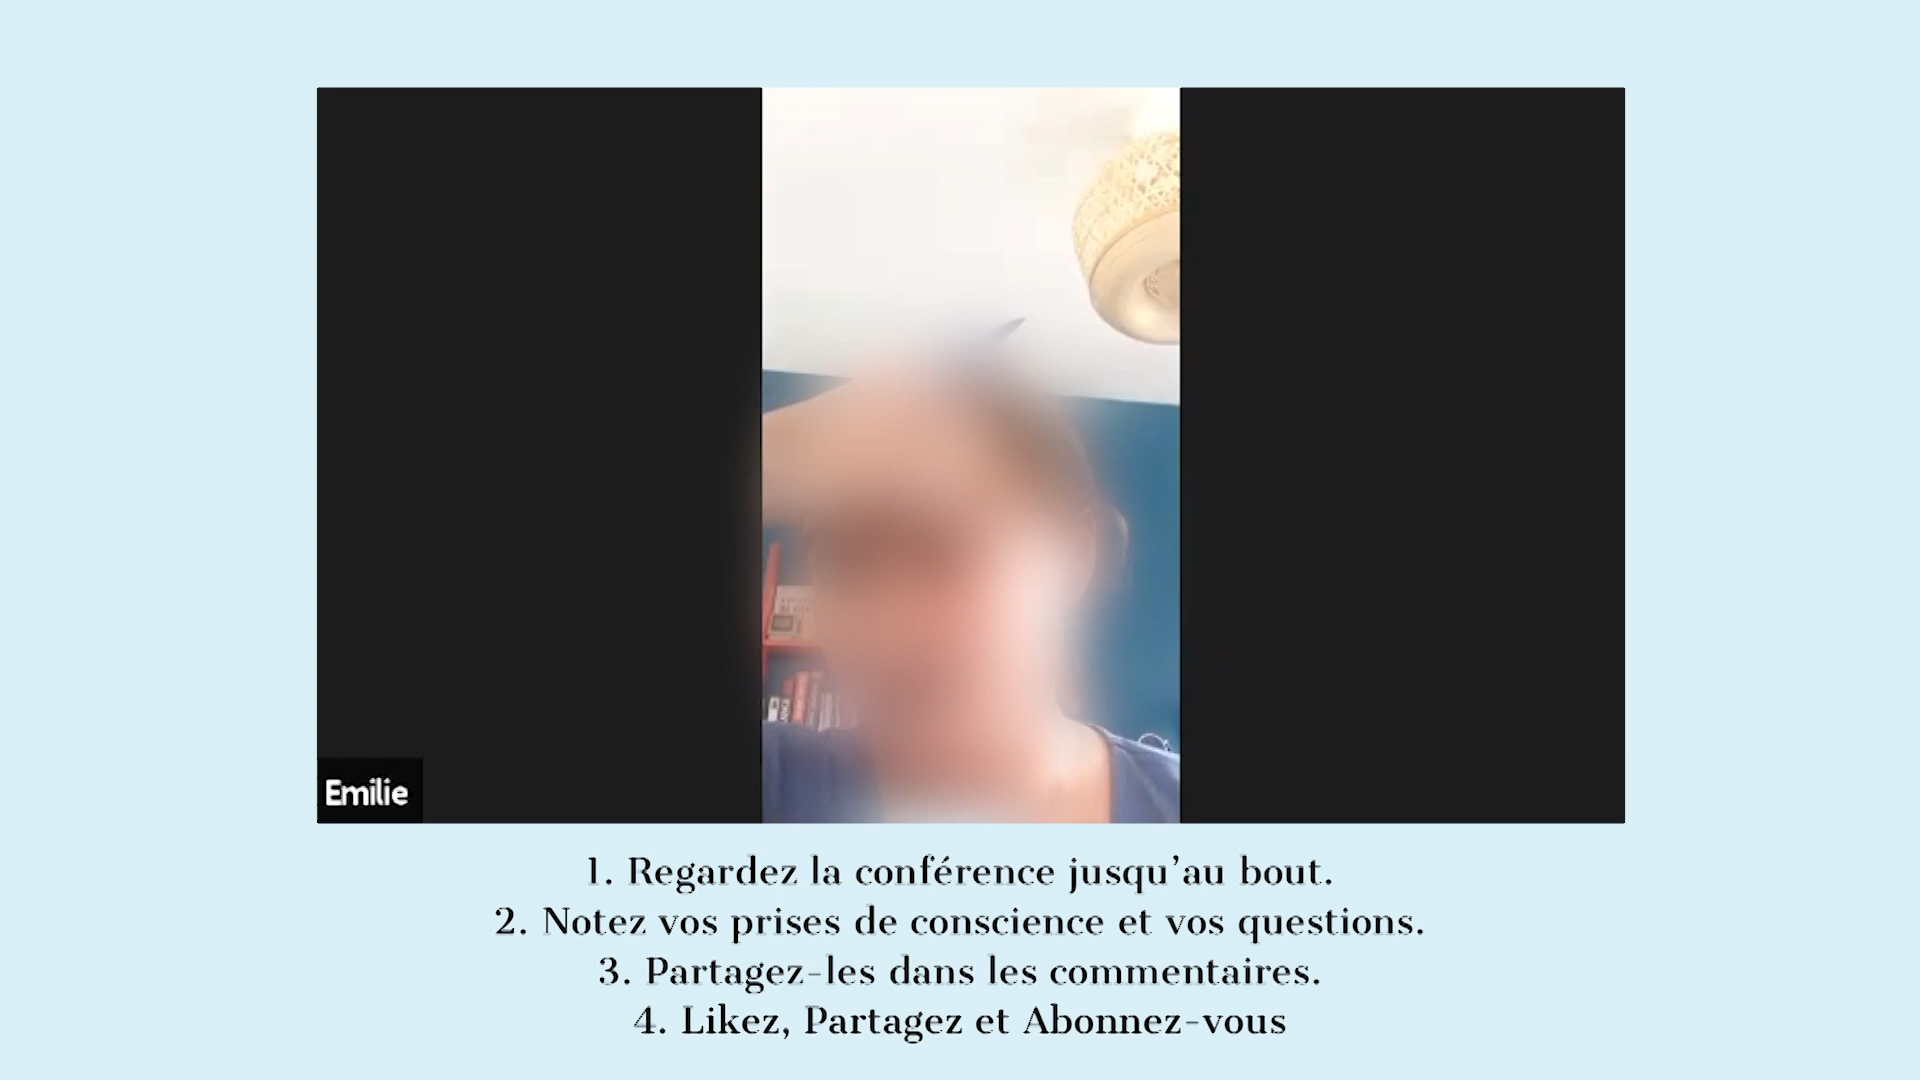 Emilie
1. Regardez la conférence jusqu'au bout.
2. Notez vos prises de conscience et vos questions.
3. Partagez-les dans les commentaires.
4. Likez, Partagez et Abonnez-vous